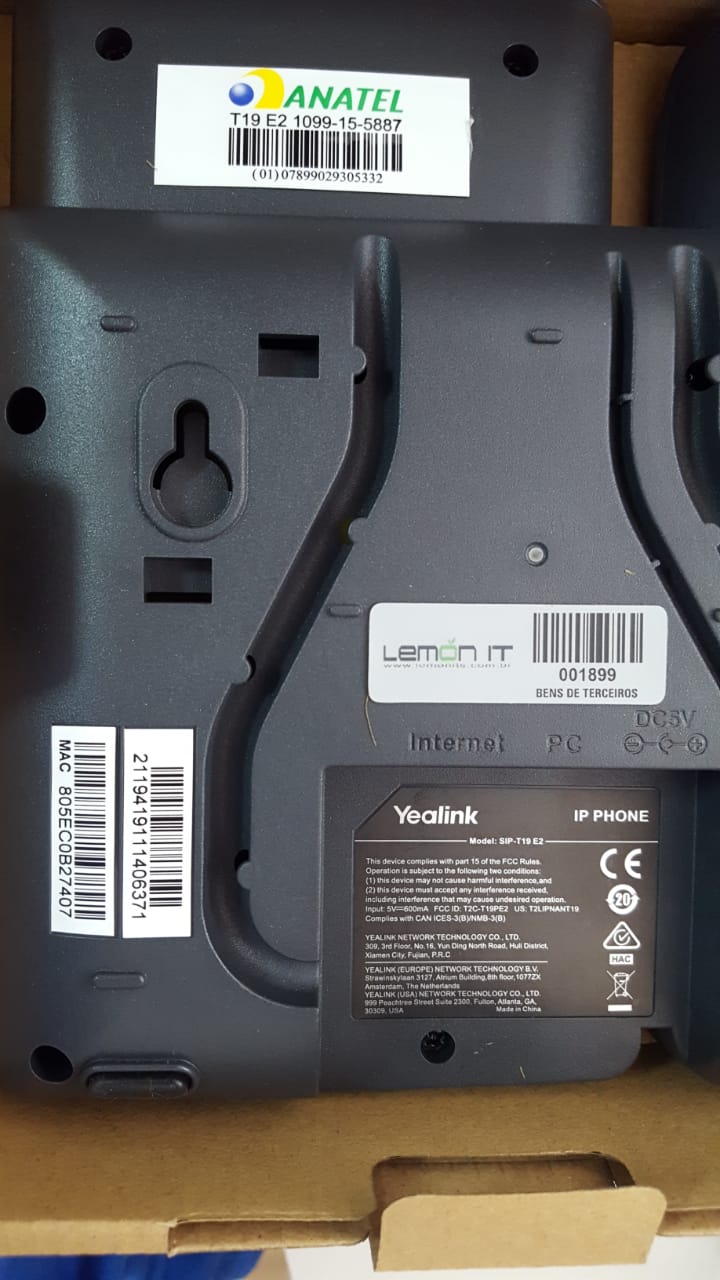 ANATEL
T19 E2 1099-15-5887
(01)07899029305332
Lemon IT
www.lemonits.com.br
001899
BENS DE TERCEIROS
DC5V
Internet PC
MAC 805EC0B27407
2119419111406371
Yealink IP PHONE
Model: SIP-T19 E2
This device complies with part 15 of the FCC Rules.
Operation is subject to the following two conditions:
(1) this device may not cause harmful interference,and
(2) this device must accept any interference received,
including interference that may cause undesired operation.
Input: 5V⎓600mA FCC ID: T2C-T19PE2 US: T2LIPNANT19
Complies with CAN ICES-3(B)/NMB-3(B)
YEALINK NETWORK TECHNOLOGY CO., LTD.
309, 3rd Floor, No.16, Yun Ding North Road, Huli District,
Xiamen City, Fujian, P.R.C
YEALINK (EUROPE) NETWORK TECHNOLOGY B.V.
Strawinskylaan 3127, Atrium Building,8th floor,1077ZX
Amsterdam, The Netherlands
YEALINK (USA) NETWORK TECHNOLOGY CO., LTD.
999 Peachtree Street Suite 2300, Fulton, Atlanta, GA,
30309, USA Made in China
CE
20
HAC